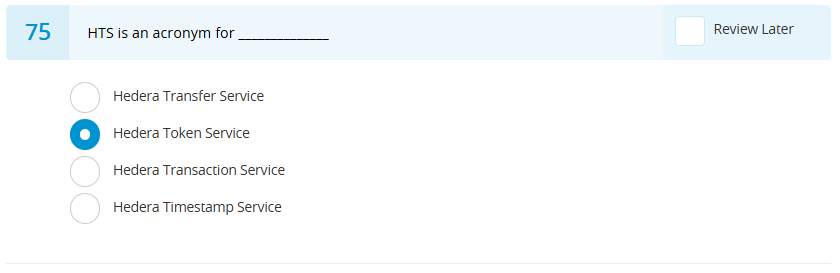 75
HTS is an acronym for ______________
Review Later
Hedera Transfer Service
Hedera Token Service
Hedera Transaction Service
Hedera Timestamp Service